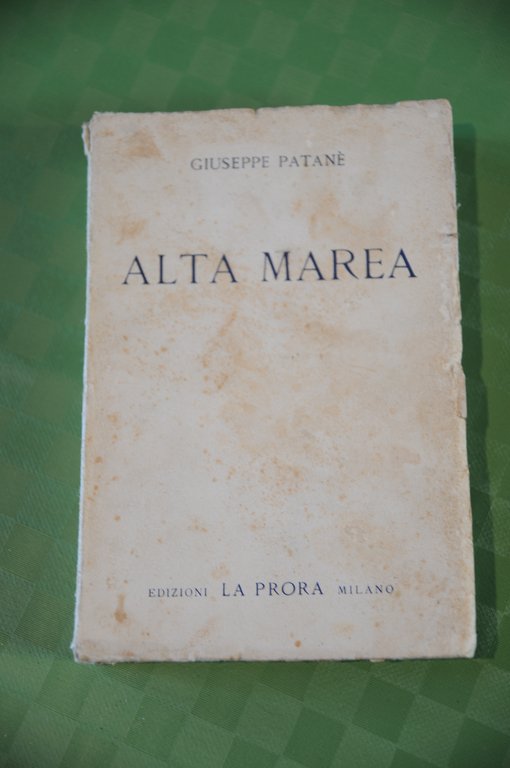 GIUSEPPE PATANÈ
ALTA MAREA
EDIZIONI LA PRORA MILANO